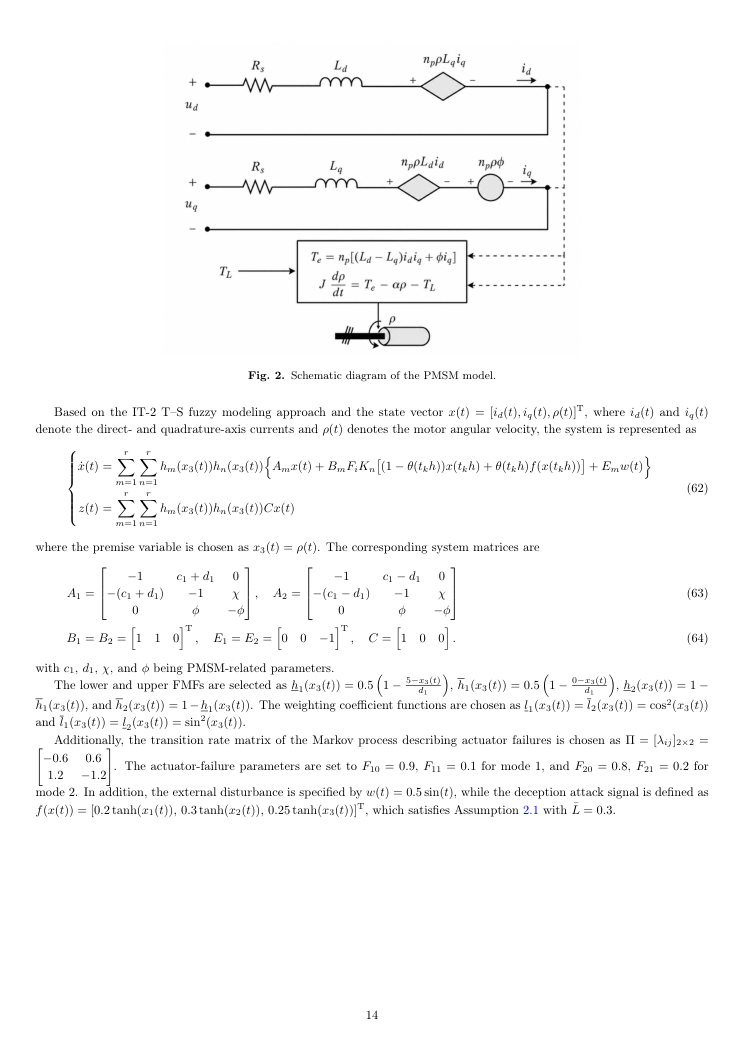 R_s L_d n_pρL_qi_q i_d
+ + −
u_d
−
R_s L_q n_pρL_di_d n_pρϕ i_q
+ + − + −
u_q
−
T_e = n_p[(L_d − L_q)i_di_q + ϕi_q]
T_L
J dρ/dt = T_e − αρ − T_L
ρ
Fig. 2. Schematic diagram of the PMSM model.
Based on the IT-2 T–S fuzzy modeling approach and the state vector x(t) = [i_d(t), i_q(t), ρ(t)]^T, where i_d(t) and i_q(t)
denote the direct- and quadrature-axis currents and ρ(t) denotes the motor angular velocity, the system is represented as
ẋ(t) = ∑_{m=1}^{r} ∑_{n=1}^{r} h_m(x_3(t))h_n(x_3(t)){A_mx(t) + B_mF_iK_n[(1 − θ(t_kh))x(t_kh) + θ(t_kh)f(x(t_kh))] + E_mw(t)}
(62)
z(t) = ∑_{m=1}^{r} ∑_{n=1}^{r} h_m(x_3(t))h_n(x_3(t))Cx(t)
where the premise variable is chosen as x_3(t) = ρ(t). The corresponding system matrices are
A_1 = [−1 c_1 + d_1 0; −(c_1 + d_1) −1 χ; 0 ϕ −ϕ], A_2 = [−1 c_1 − d_1 0; −(c_1 − d_1) −1 χ; 0 ϕ −ϕ] (63)
B_1 = B_2 = [1 1 0]^T, E_1 = E_2 = [0 0 −1]^T, C = [1 0 0]. (64)
with c_1, d_1, χ, and ϕ being PMSM-related parameters.
The lower and upper FMFs are selected as h̲_1(x_3(t)) = 0.5(1 − (5−x_3(t))/d_1), h̅_1(x_3(t)) = 0.5(1 − (0−x_3(t))/d_1), h̲_2(x_3(t)) = 1 −
h̅_1(x_3(t)), and h̅_2(x_3(t)) = 1 − h̲_1(x_3(t)). The weighting coefficient functions are chosen as l̲_1(x_3(t)) = l̅_2(x_3(t)) = cos²(x_3(t))
and l̅_1(x_3(t)) = l̲_2(x_3(t)) = sin²(x_3(t)).
Additionally, the transition rate matrix of the Markov process describing actuator failures is chosen as Π = [λ_ij]_{2×2} =
[−0.6 0.6; 1.2 −1.2]. The actuator-failure parameters are set to F_10 = 0.9, F_11 = 0.1 for mode 1, and F_20 = 0.8, F_21 = 0.2 for
mode 2. In addition, the external disturbance is specified by w(t) = 0.5 sin(t), while the deception attack signal is defined as
f(x(t)) = [0.2 tanh(x_1(t)), 0.3 tanh(x_2(t)), 0.25 tanh(x_3(t))]^T, which satisfies Assumption 2.1 with L̄ = 0.3.
14